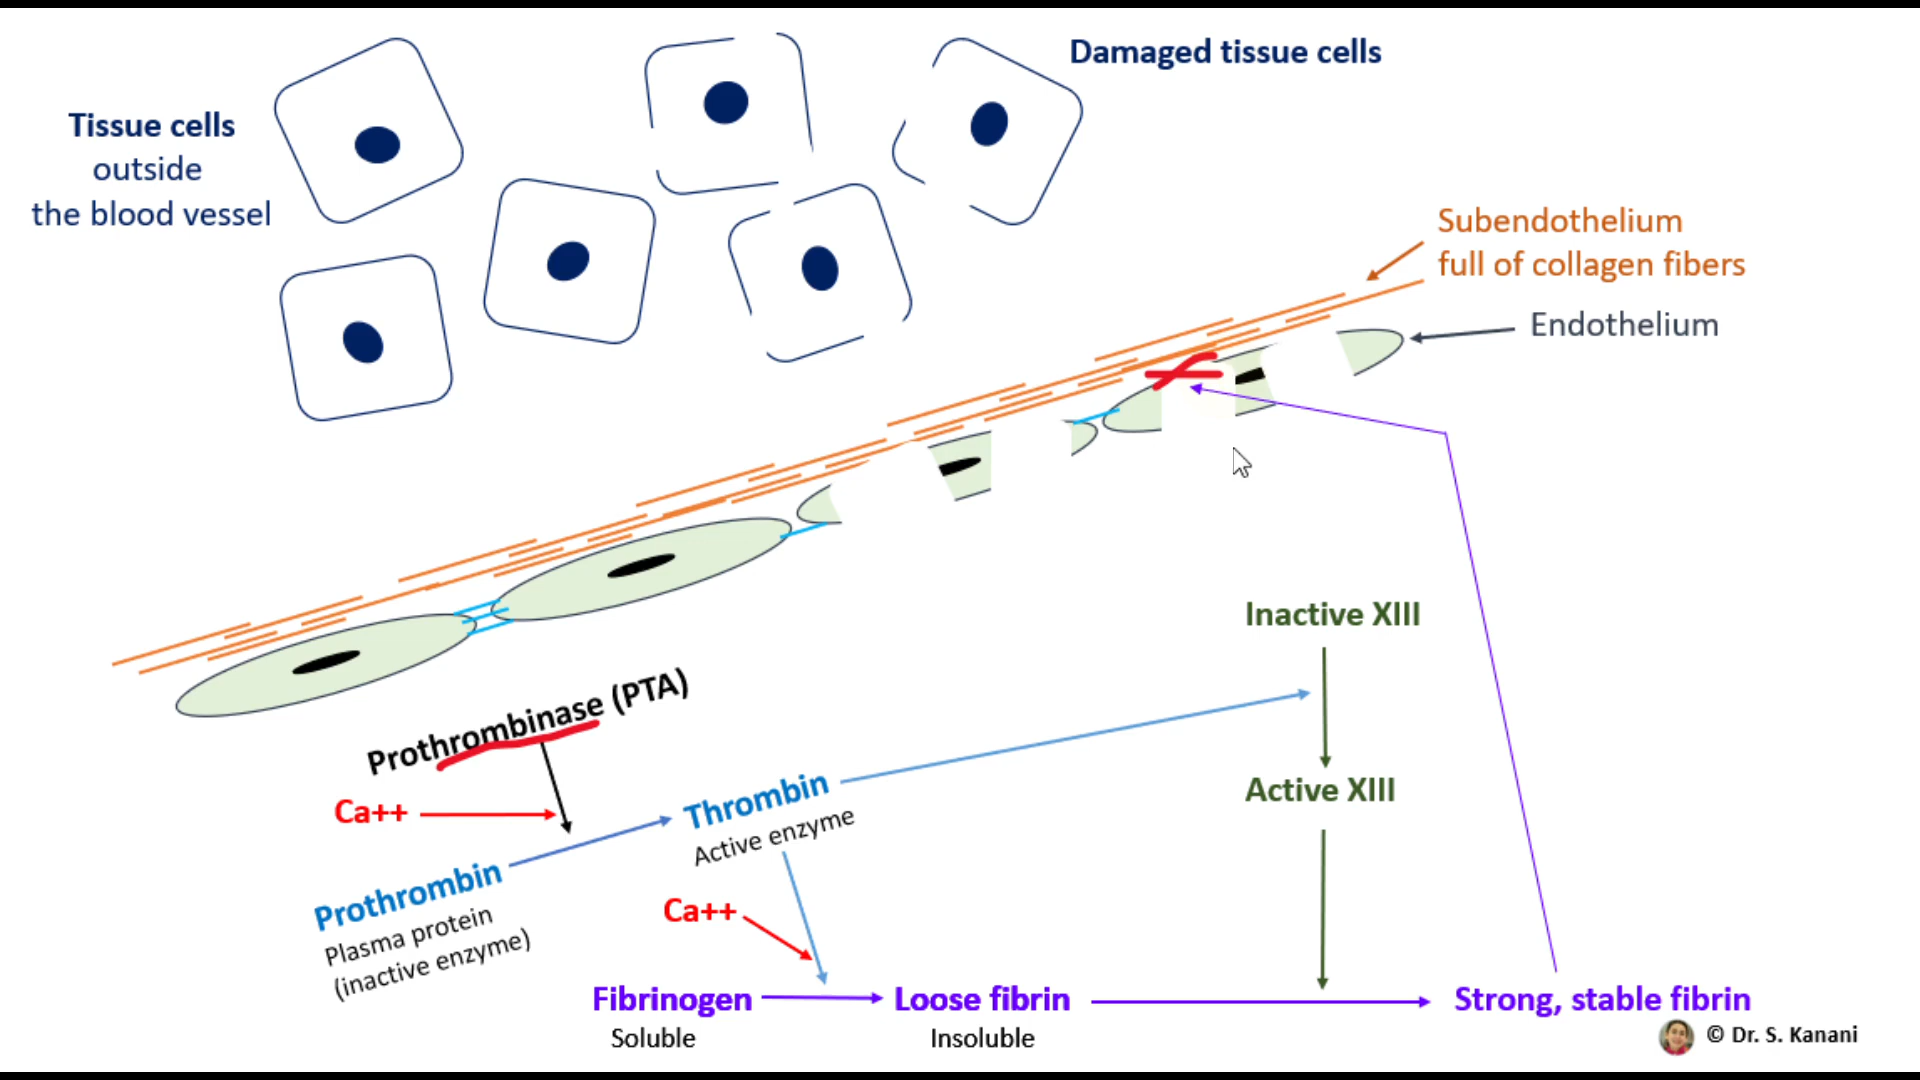 Damaged tissue cells
Tissue cells
outside
the blood vessel
Subendothelium
full of collagen fibers
Endothelium
Prothrombinase (PTA)
Ca++
Thrombin
Active enzyme
Prothrombin
Plasma protein
(inactive enzyme)
Inactive XIII
Active XIII
Ca++
Fibrinogen
Soluble
Loose fibrin
Insoluble
Strong, stable fibrin
© Dr. S. Kanani